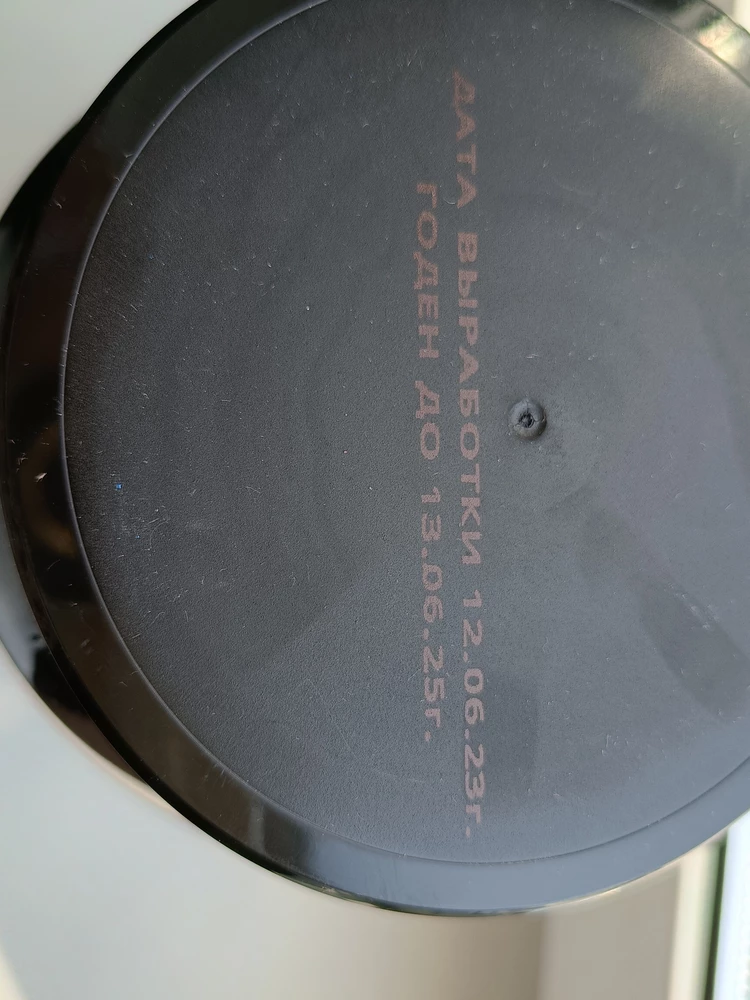 ДАТА ВЫРАБОТКИ 12.06.23г.
ГОДЕН ДО 13.06.25г.